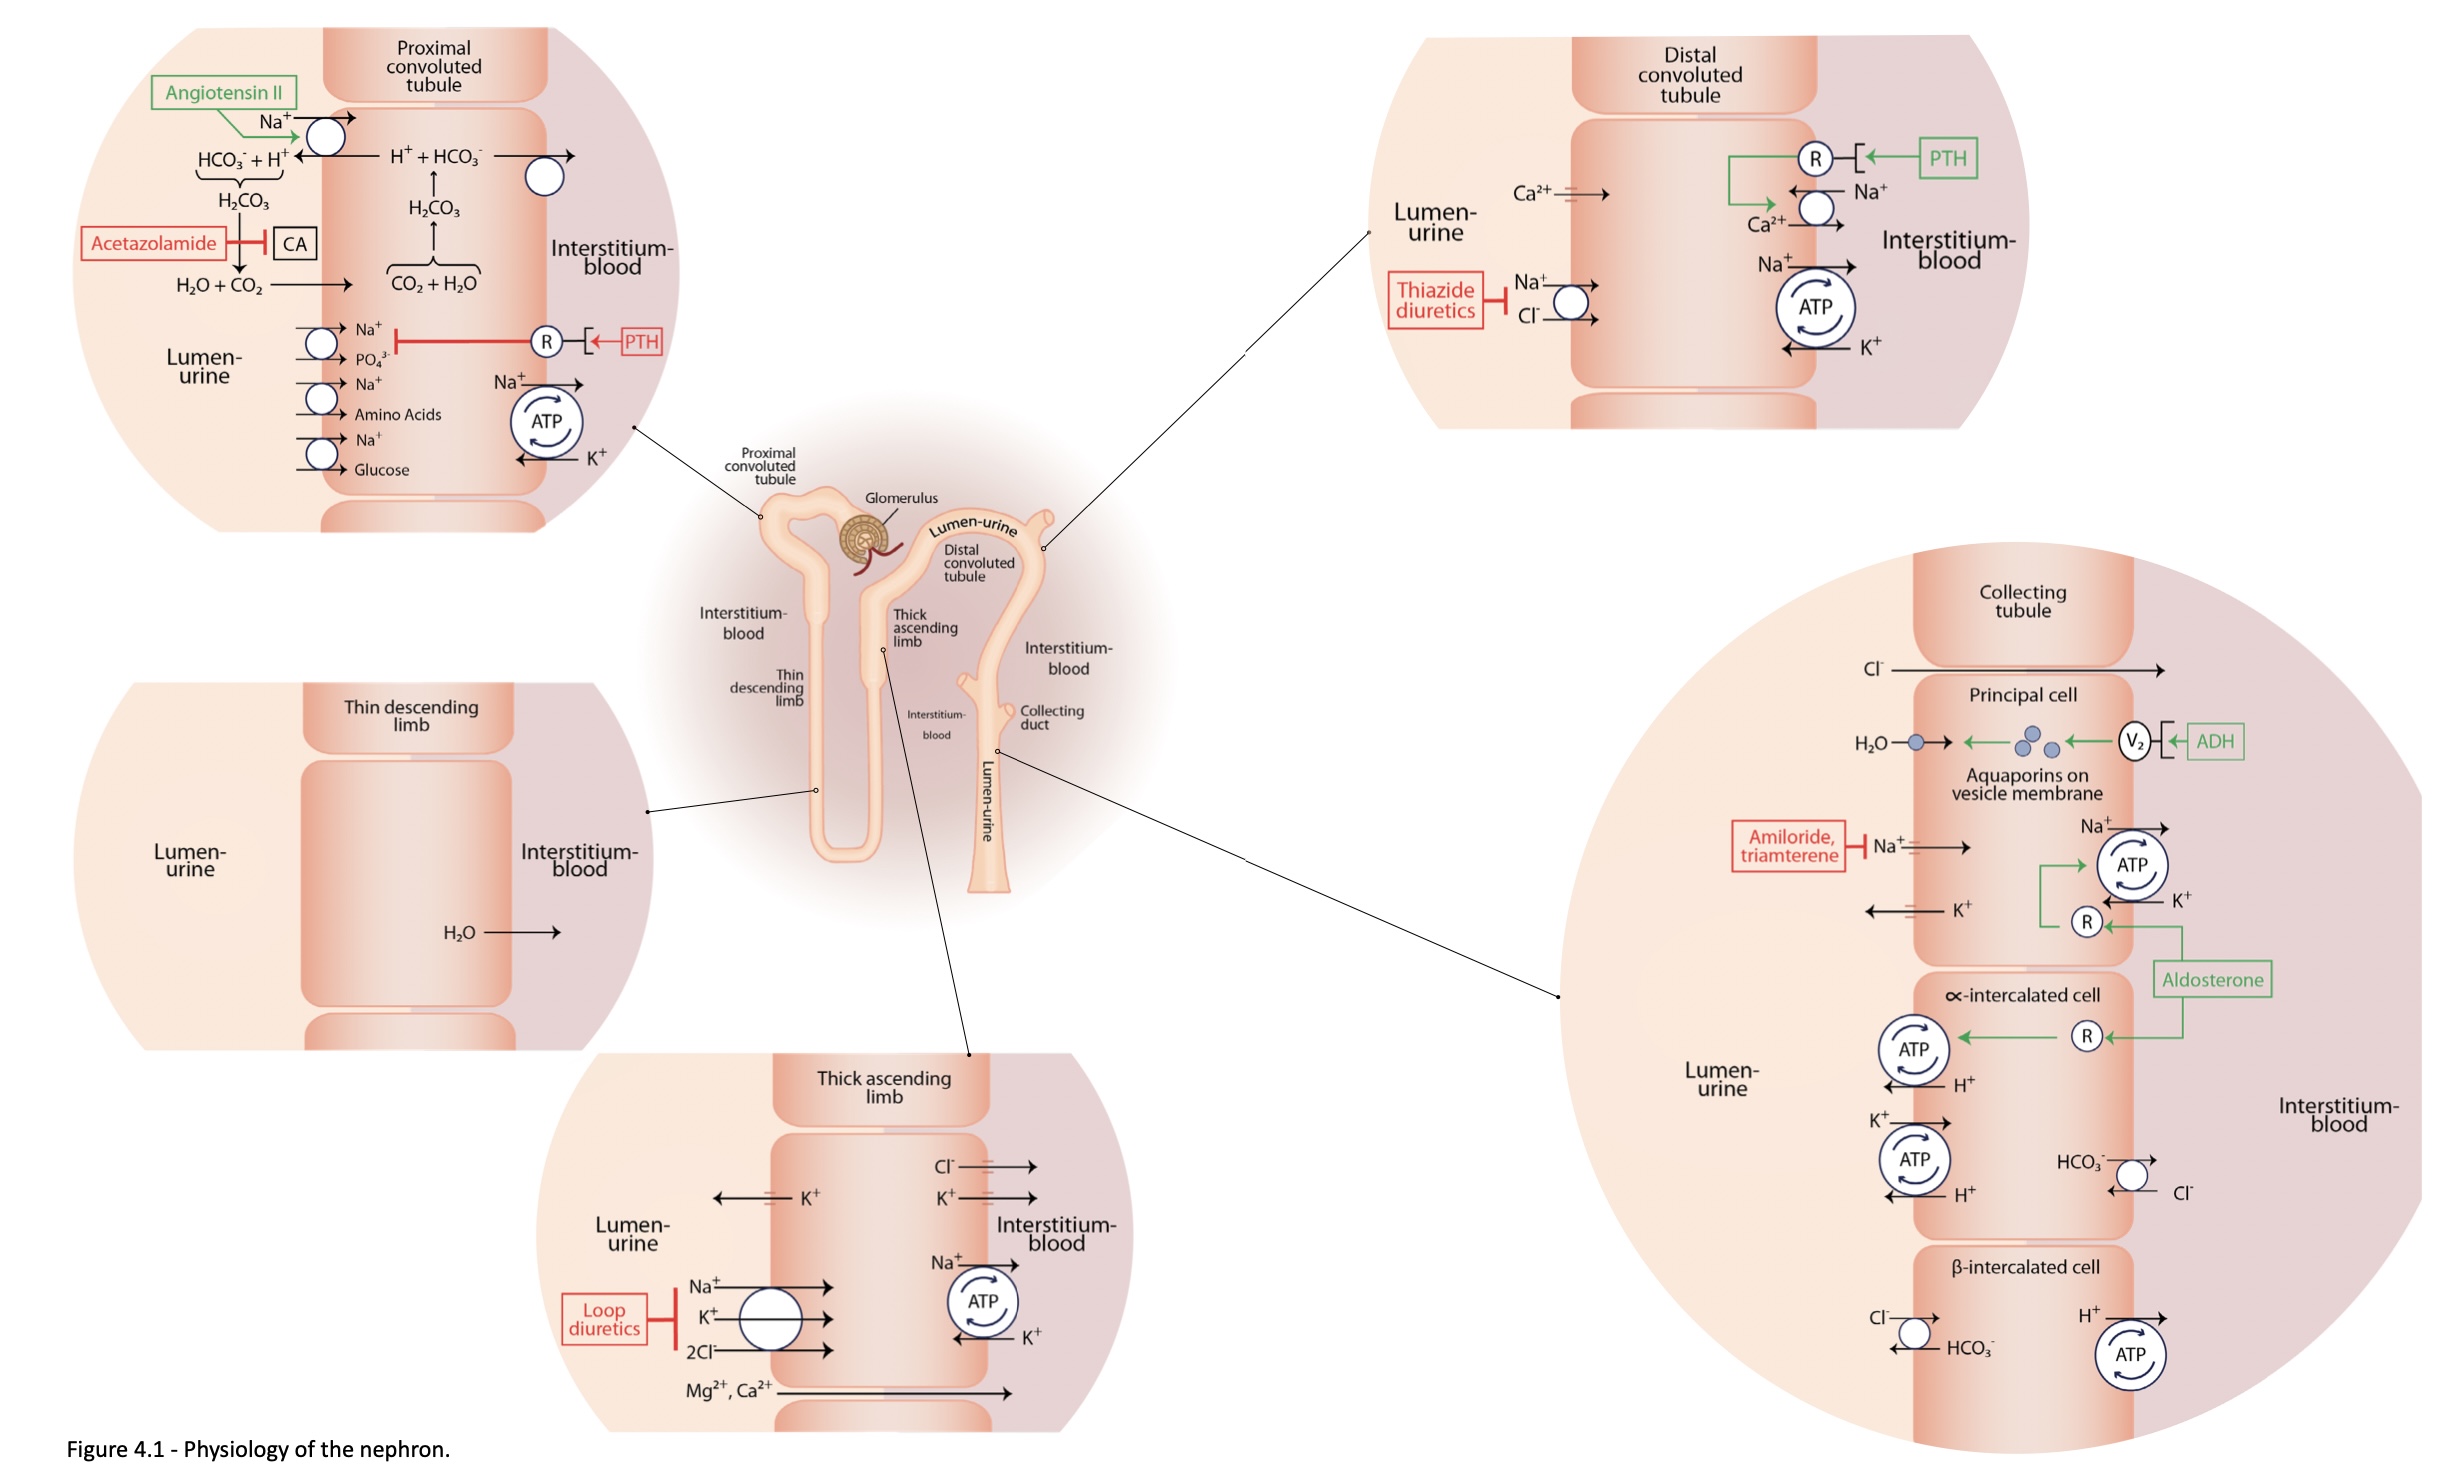 Proximal
convoluted
tubule
Angiotensin II
Na⁺
HCO₃⁻ + H⁺
H⁺ + HCO₃⁻
H₂CO₃
H₂CO₃
Acetazolamide
CA
H₂O + CO₂
CO₂ + H₂O
Interstitium-
blood
Lumen-
urine
Na⁺
PO₄³⁻
R
PTH
Na⁺
Amino Acids
Na⁺
Glucose
Na⁺
ATP
K⁺
Distal
convoluted
tubule
Ca²⁺
Lumen-
urine
R
PTH
Na⁺
Ca²⁺
Interstitium-
blood
Thiazide
diuretics
Na⁺
Cl⁻
Na⁺
ATP
K⁺
Proximal
convoluted
tubule
Glomerulus
Lumen-urine
Distal
convoluted
tubule
Interstitium-
blood
Thick
ascending
limb
Interstitium-
blood
Thin
descending
limb
Interstitium-
blood
Collecting
duct
Lumen-urine
Thin descending
limb
Lumen-
urine
Interstitium-
blood
H₂O
Thick ascending
limb
Cl⁻
K⁺
K⁺
Lumen-
urine
Interstitium-
blood
Na⁺
ATP
K⁺
Loop
diuretics
Na⁺
K⁺
2Cl⁻
Mg²⁺, Ca²⁺
Collecting
tubule
Cl⁻
Principal cell
H₂O
V₂
ADH
Aquaporins on
vesicle membrane
Amiloride,
triamterene
Na⁺
Na⁺
ATP
K⁺
K⁺
R
Aldosterone
∝-intercalated cell
ATP
R
H⁺
Lumen-
urine
K⁺
ATP
H⁺
HCO₃⁻
Cl⁻
Interstitium-
blood
β-intercalated cell
Cl⁻
HCO₃⁻
H⁺
ATP
Figure 4.1 - Physiology of the nephron.